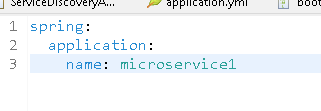 ServiceDiscoveryA... application.yml boot
1 spring:
2   application:
3     name: microservice1